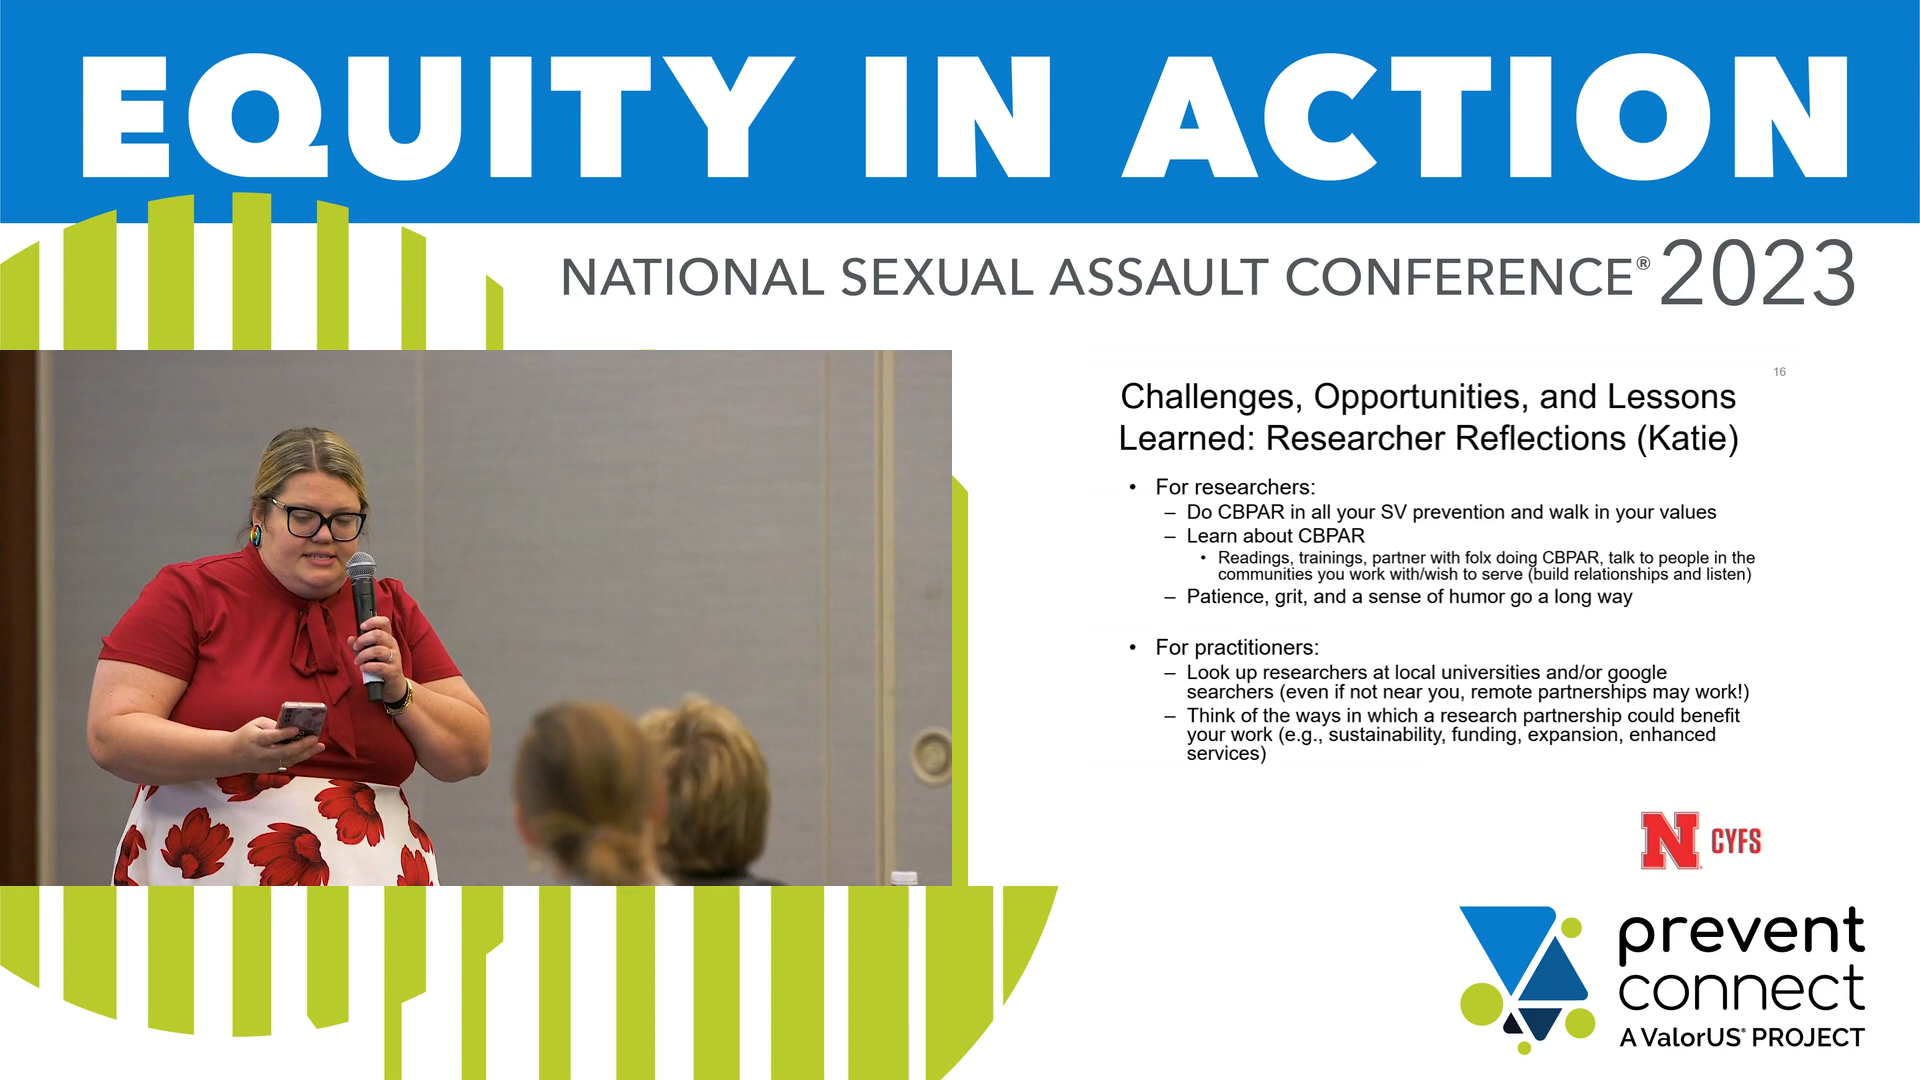 EQUITY IN ACTION
NATIONAL SEXUAL ASSAULT CONFERENCE® 2023
16
Challenges, Opportunities, and Lessons
Learned: Researcher Reflections (Katie)
• For researchers:
– Do CBPAR in all your SV prevention and walk in your values
– Learn about CBPAR
• Readings, trainings, partner with folx doing CBPAR, talk to people in the
communities you work with/wish to serve (build relationships and listen)
– Patience, grit, and a sense of humor go a long way
• For practitioners:
– Look up researchers at local universities and/or google
searchers (even if not near you, remote partnerships may work!)
– Think of the ways in which a research partnership could benefit
your work (e.g., sustainability, funding, expansion, enhanced
services)
N CYFS
prevent
connect
A ValorUS® PROJECT